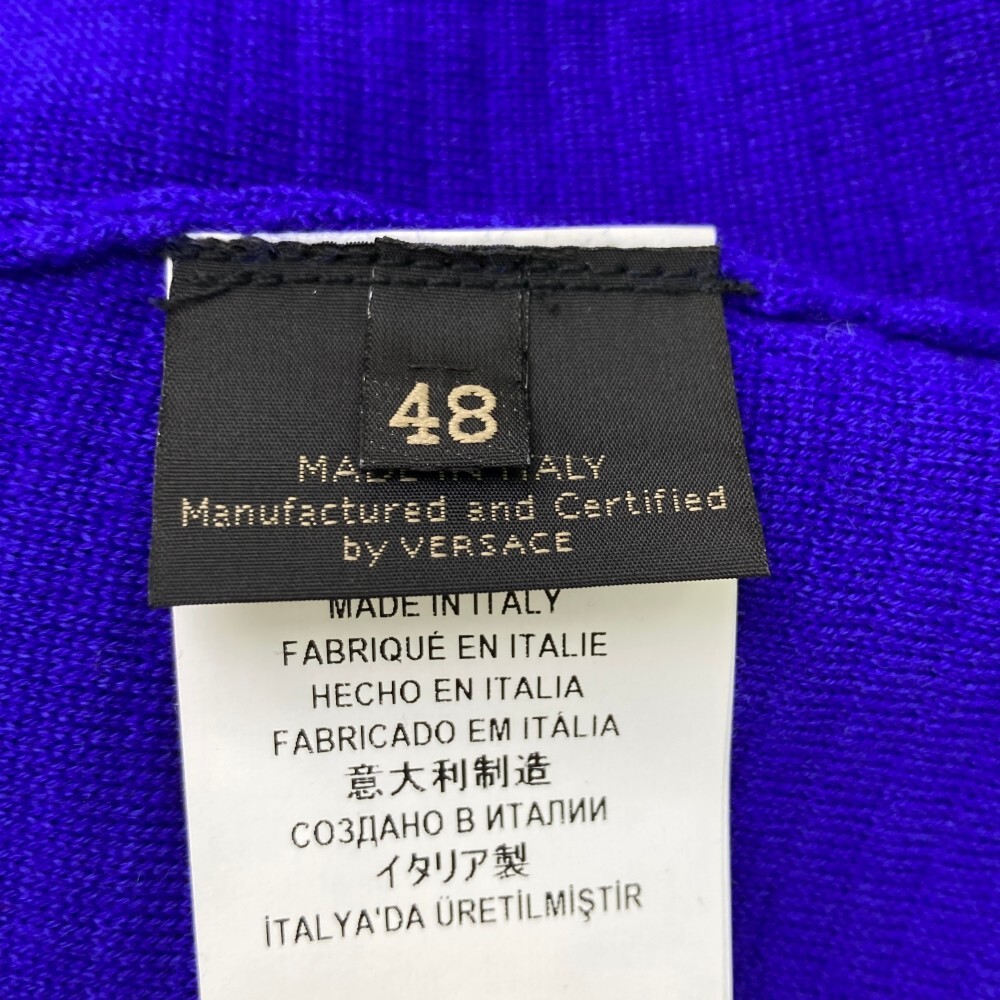 48
MADE IN ITALY
Manufactured and Certified
by VERSACE
MADE IN ITALY
FABRIQUÉ EN ITALIE
HECHO EN ITALIA
FABRICADO EM ITÁLIA
意大利制造
СОЗДАНО В ИТАЛИИ
イタリア製
İTALYA'DA ÜRETİLMİŞTİR